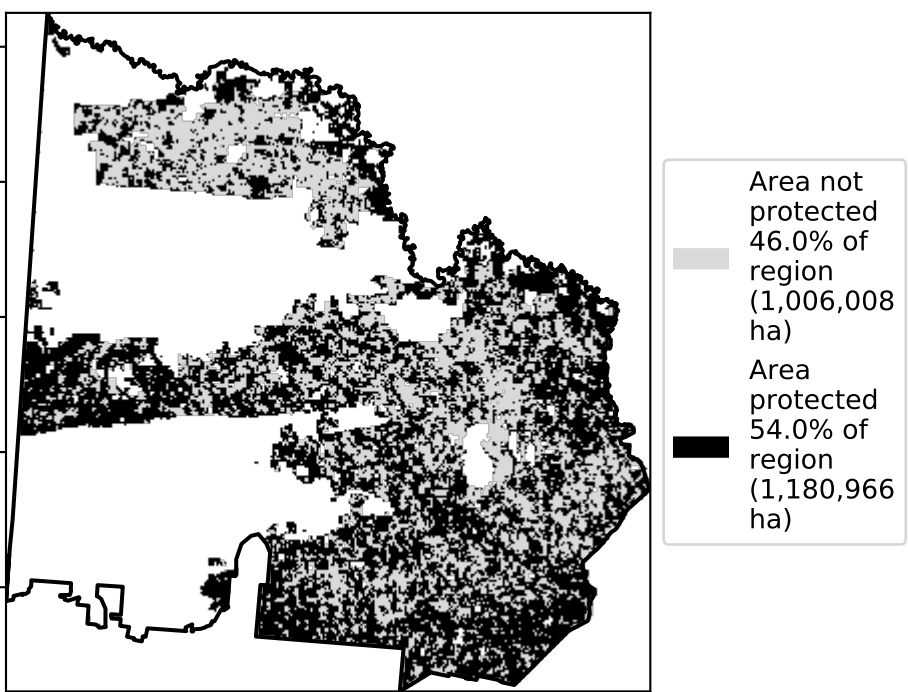 Area not
protected
46.0% of
region
(1,006,008
ha)
Area
protected
54.0% of
region
(1,180,966
ha)